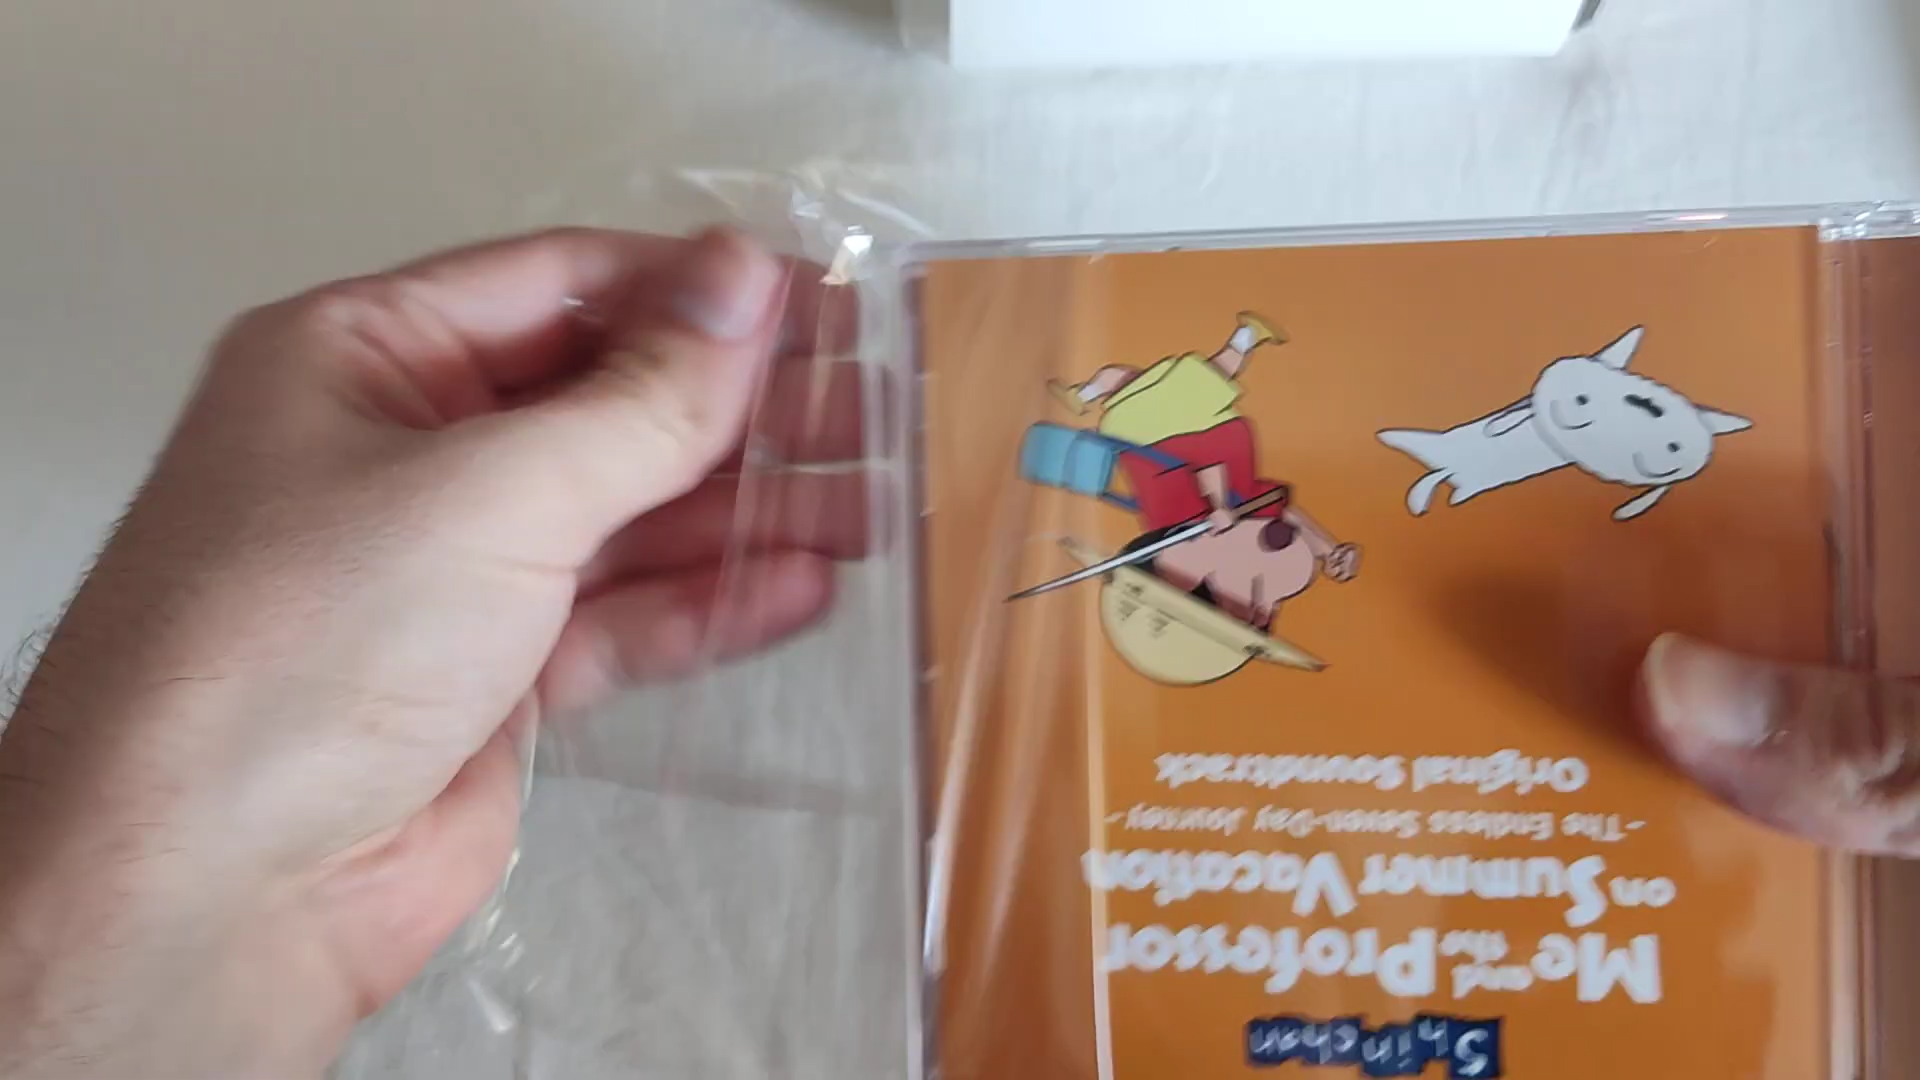 Shinchan
Me and the Professor
on Summer Vacation
-The Endless Seven-Day Journey-
Original Soundtrack